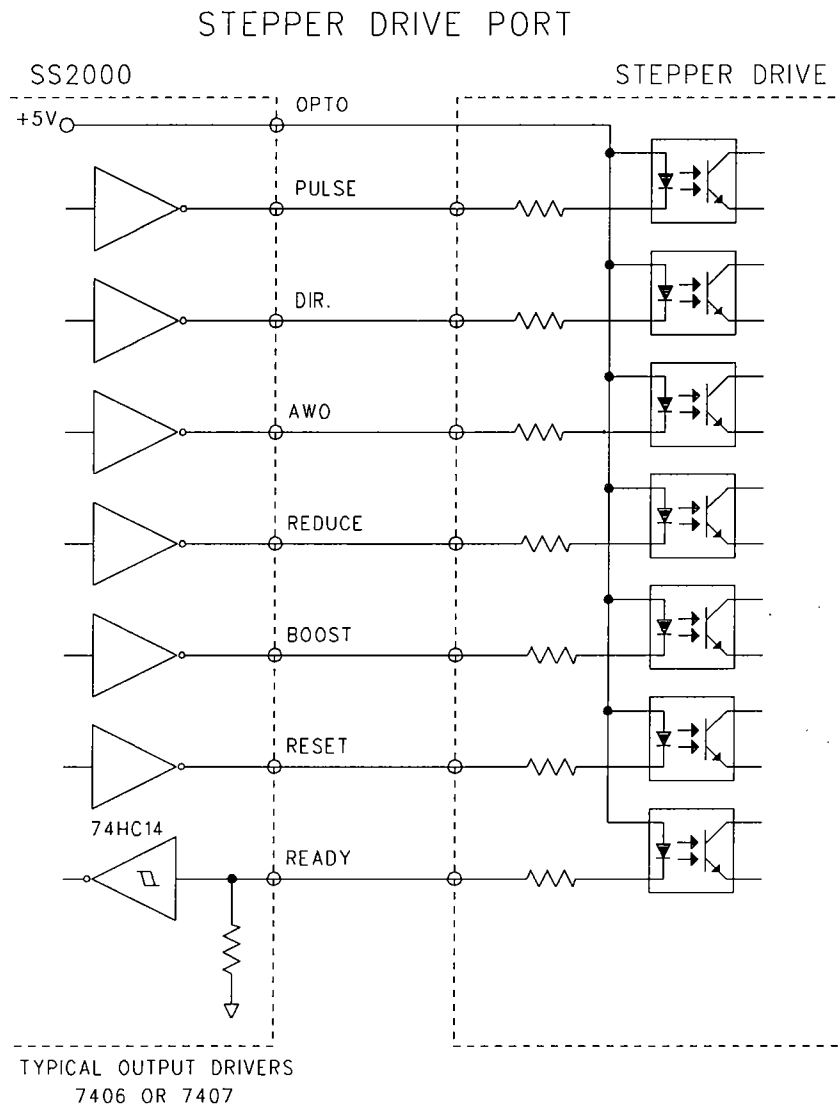 STEPPER DRIVE PORT
SS2000
STEPPER DRIVE
+5V
OPTO
PULSE
DIR.
AWO
REDUCE
BOOST
RESET
74HC14
READY
TYPICAL OUTPUT DRIVERS
7406 OR 7407